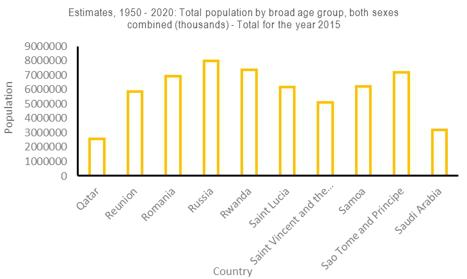 Estimates, 1950 - 2020: Total population by broad age group, both sexes
combined (thousands) - Total for the year 2015
9000000
8000000
7000000
6000000
5000000
4000000
3000000
2000000
1000000
0
Population
Qatar
Reunion
Romania
Russia
Rwanda
Saint Lucia
Saint Vincent and the...
Samoa
Sao Tome and Principe
Saudi Arabia
Country